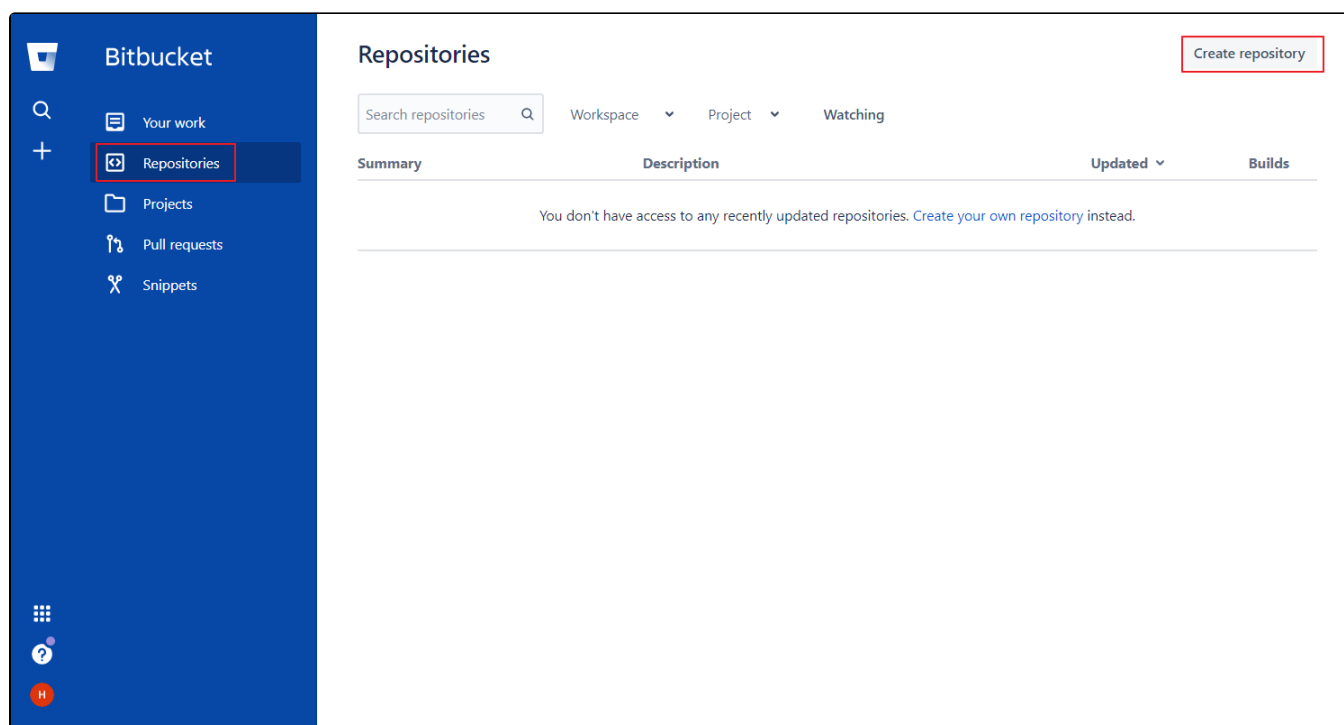 Bitbucket
Your work
Repositories
Projects
Pull requests
Snippets
?
H
Repositories
Create repository
Search repositories
Workspace
Project
Watching
Summary
Description
Updated
Builds
You don't have access to any recently updated repositories. Create your own repository instead.